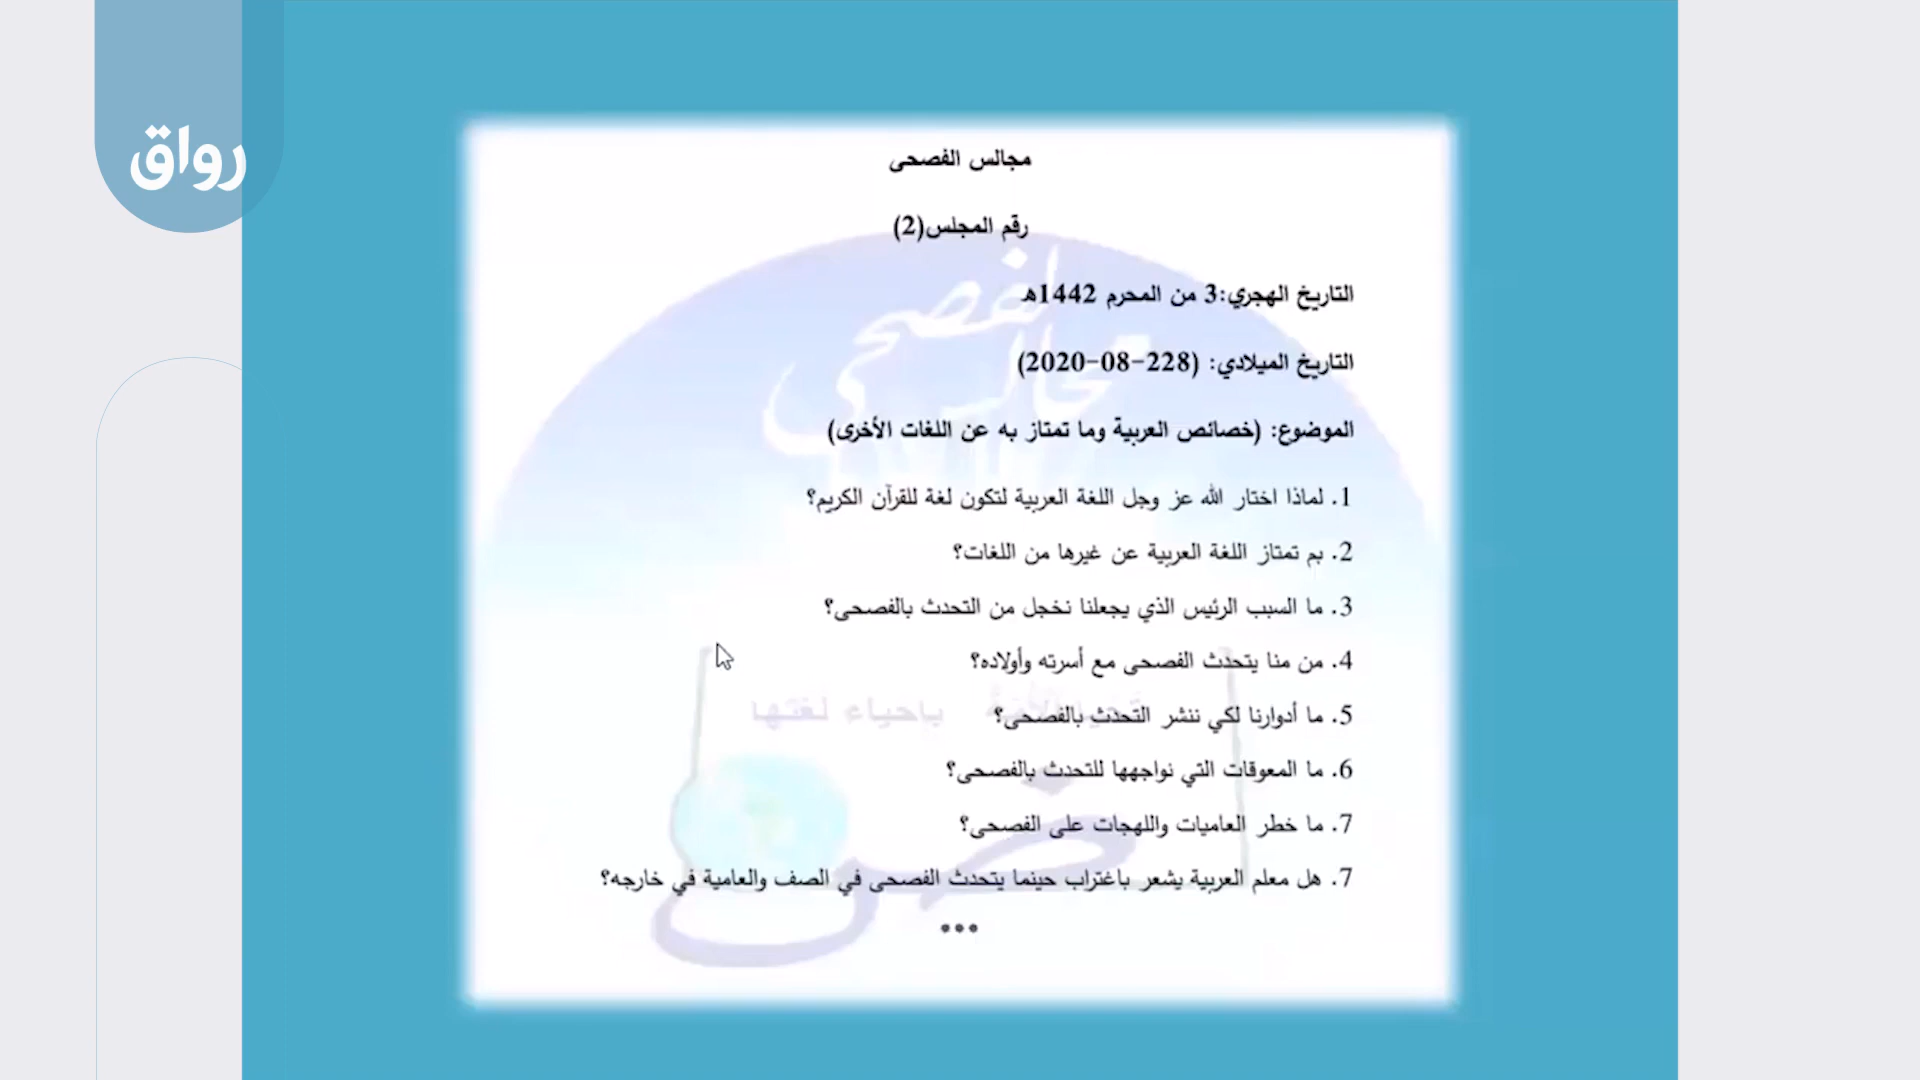 رواق
مجالس الفصحى
رقم المجلس(2)
التاريخ الهجري:3 من المحرم 1442هـ
التاريخ الميلادي: (228-08-2020)
الموضوع: (خصائص العربية وما تمتاز به عن اللغات الأخرى)
1. لماذا اختار الله عز وجل اللغة العربية لتكون لغة للقرآن الكريم؟
2. بم تمتاز اللغة العربية عن غيرها من اللغات؟
3. ما السبب الرئيس الذي يجعلنا نخجل من التحدث بالفصحى؟
4. من منا يتحدث الفصحى مع أسرته وأولاده؟
5. ما أدوارنا لكي ننشر التحدث بالفصحى؟
6. ما المعوقات التي نواجهها للتحدث بالفصحى؟
7. ما خطر العاميات واللهجات على الفصحى؟
7. هل معلم العربية يشعر باغتراب حينما يتحدث الفصحى في الصف والعامية في خارجه؟
•••
مجالس الفصحى
بإحياء لغتها
ض